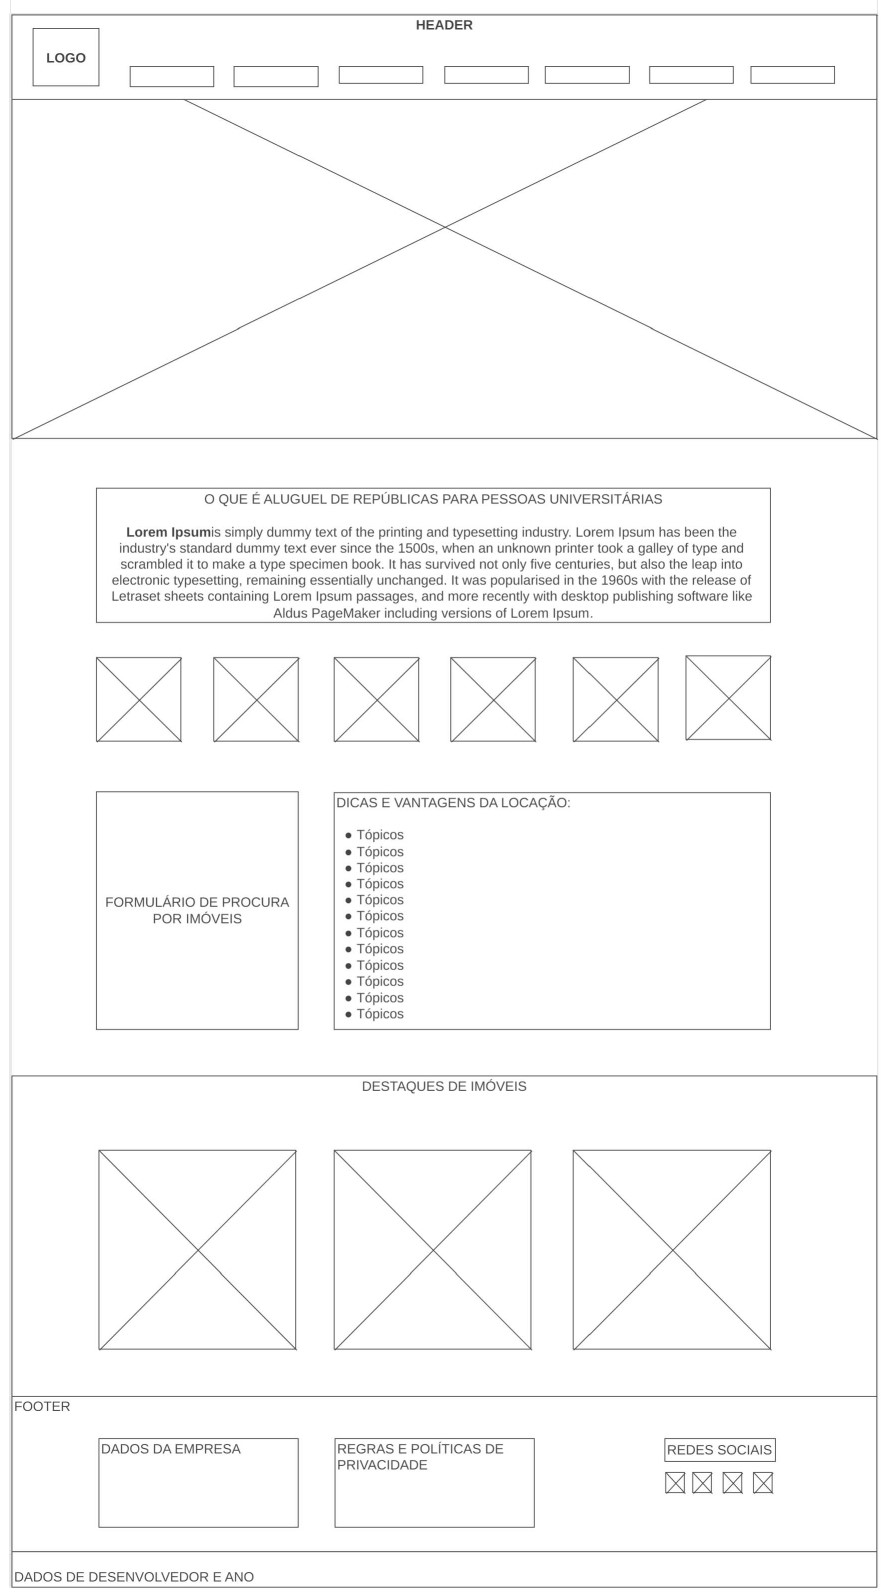 HEADER
LOGO
O QUE É ALUGUEL DE REPÚBLICAS PARA PESSOAS UNIVERSITÁRIAS
Lorem Ipsumis simply dummy text of the printing and typesetting industry. Lorem Ipsum has been the
industry's standard dummy text ever since the 1500s, when an unknown printer took a galley of type and
scrambled it to make a type specimen book. It has survived not only five centuries, but also the leap into
electronic typesetting, remaining essentially unchanged. It was popularised in the 1960s with the release of
Letraset sheets containing Lorem Ipsum passages, and more recently with desktop publishing software like
Aldus PageMaker including versions of Lorem Ipsum.
FORMULÁRIO DE PROCURA
POR IMÓVEIS
DICAS E VANTAGENS DA LOCAÇÃO:
● Tópicos
● Tópicos
● Tópicos
● Tópicos
● Tópicos
● Tópicos
● Tópicos
● Tópicos
● Tópicos
● Tópicos
● Tópicos
● Tópicos
DESTAQUES DE IMÓVEIS
FOOTER
DADOS DA EMPRESA
REGRAS E POLÍTICAS DE
PRIVACIDADE
REDES SOCIAIS
DADOS DE DESENVOLVEDOR E ANO